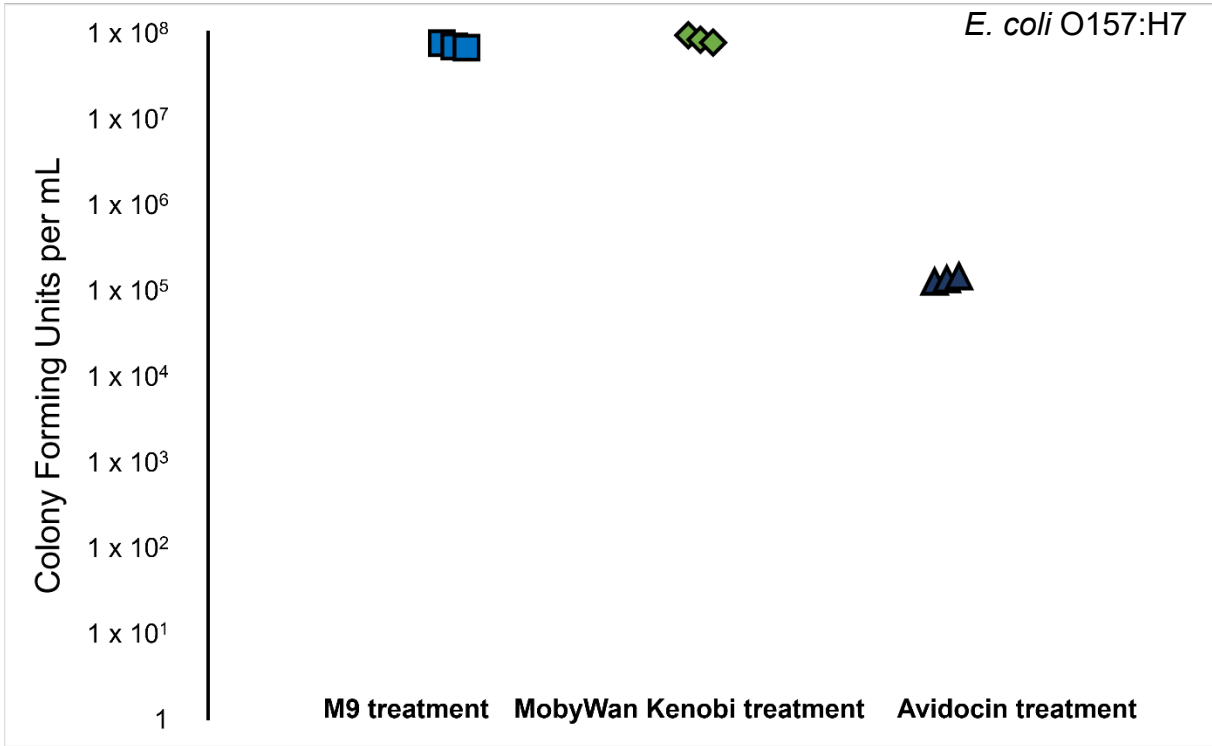 E. coli O157:H7
Colony Forming Units per mL
1 x 10⁸
1 x 10⁷
1 x 10⁶
1 x 10⁵
1 x 10⁴
1 x 10³
1 x 10²
1 x 10¹
1
M9 treatment
MobyWan Kenobi treatment
Avidocin treatment